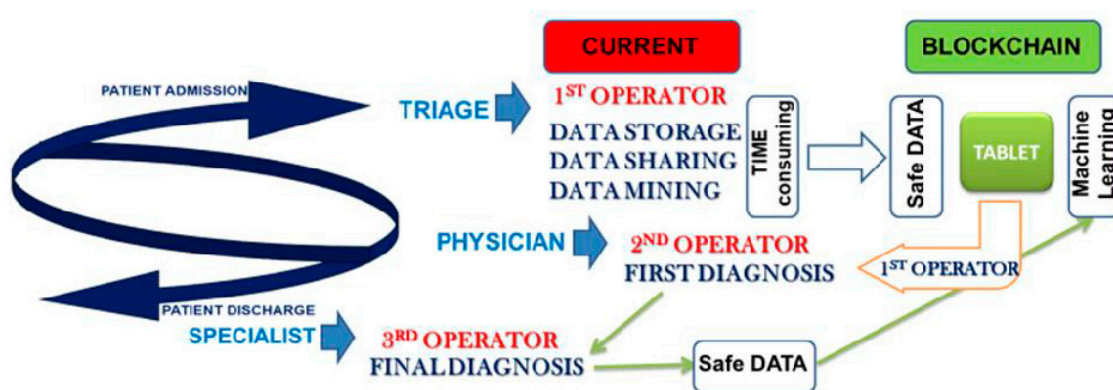 CURRENT
BLOCKCHAIN
PATIENT ADMISSION
TRIAGE
1ST OPERATOR
DATA STORAGE
DATA SHARING
DATA MINING
TIME
consuming
Safe DATA
TABLET
Machine
Learning
PHYSICIAN
2ND OPERATOR
FIRST DIAGNOSIS
1ST OPERATOR
PATIENT DISCHARGE
SPECIALIST
3RD OPERATOR
FINAL DIAGNOSIS
Safe DATA